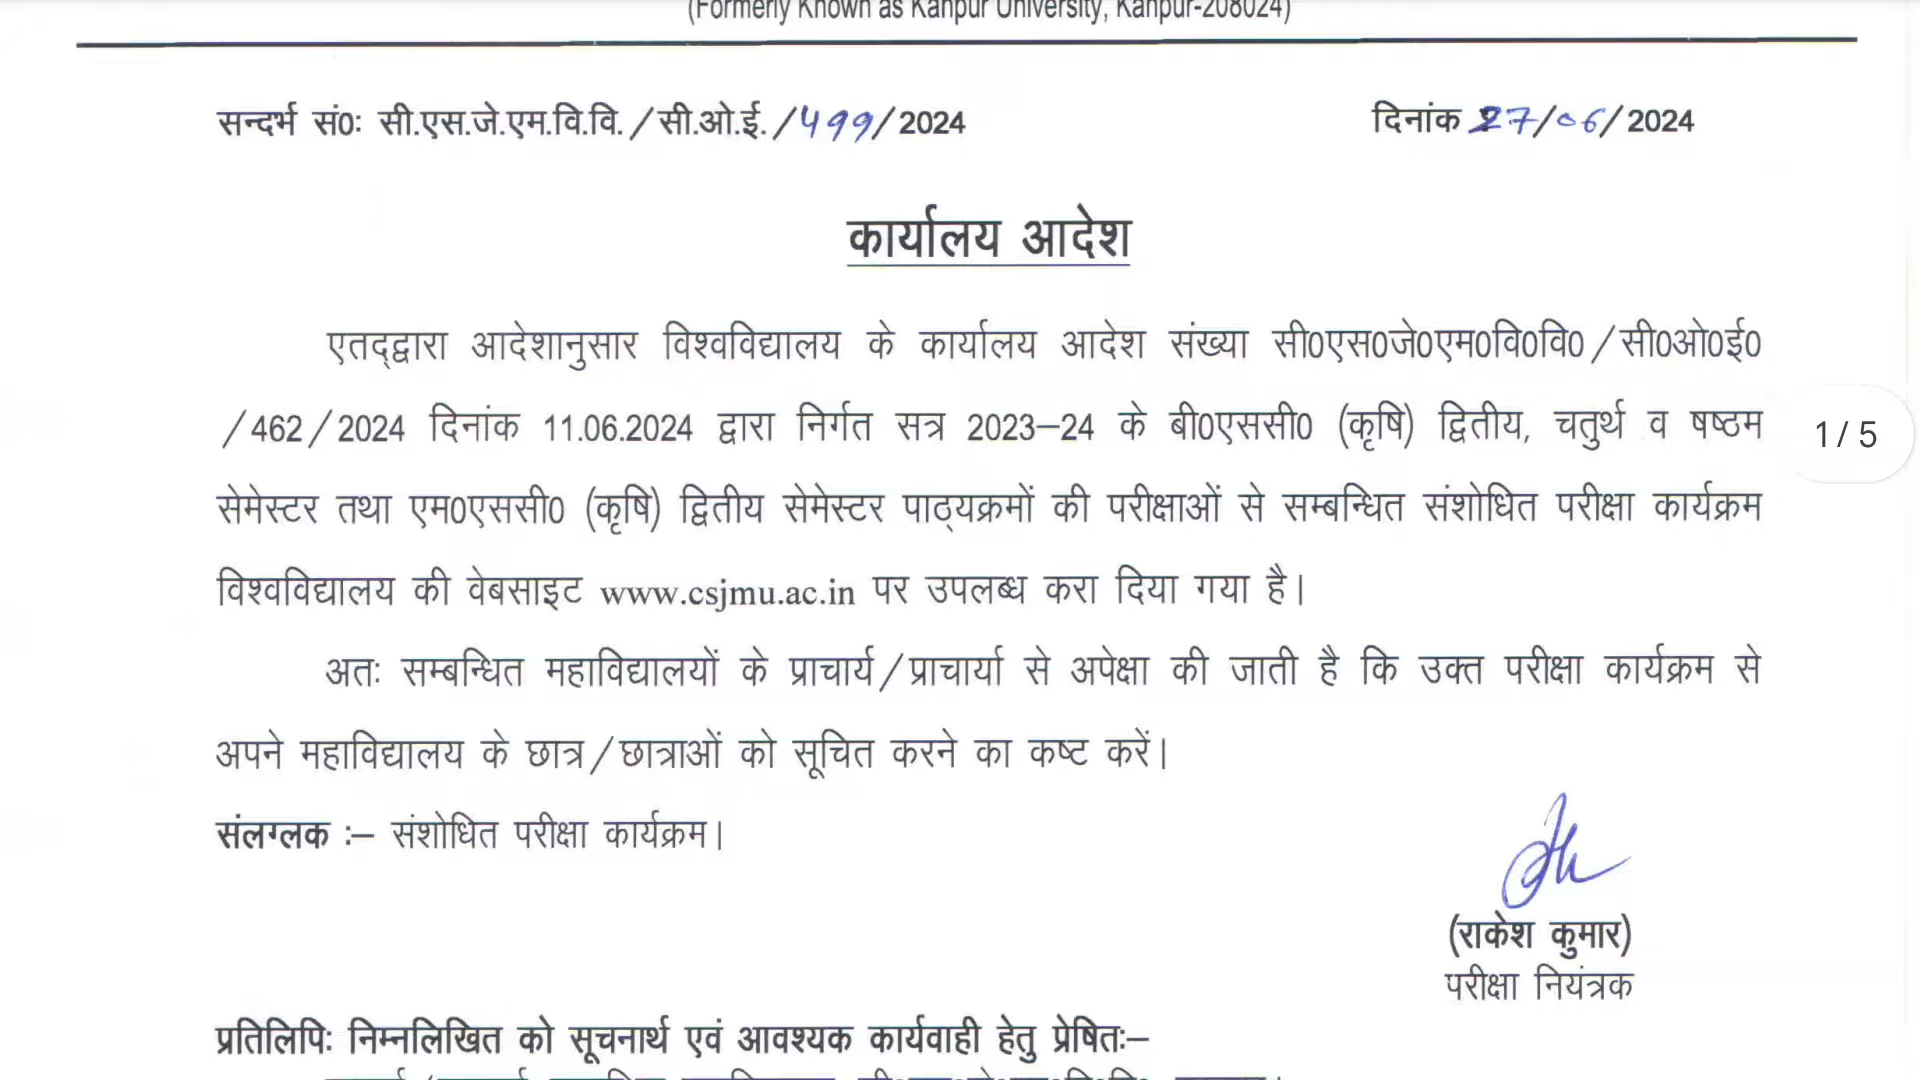 (Formerly Known as Kanpur University, Kanpur-208024)
सन्दर्भ सं0ः सी.एस.जे.एम.वि.वि./सी.ओ.ई./499/2024 दिनांक 27/06/2024
कार्यालय आदेश
एतद्द्वारा आदेशानुसार विश्वविद्यालय के कार्यालय आदेश संख्या सी0एस0जे0एम0वि0वि0/सी0ओ0ई0
/462/2024 दिनांक 11.06.2024 द्वारा निर्गत सत्र 2023–24 के बी0एससी0 (कृषि) द्वितीय, चतुर्थ व षष्ठम
सेमेस्टर तथा एम0एससी0 (कृषि) द्वितीय सेमेस्टर पाठ्यक्रमों की परीक्षाओं से सम्बन्धित संशोधित परीक्षा कार्यक्रम
विश्वविद्यालय की वेबसाइट www.csjmu.ac.in पर उपलब्ध करा दिया गया है।
1/5
अतः सम्बन्धित महाविद्यालयों के प्राचार्य/प्राचार्या से अपेक्षा की जाती है कि उक्त परीक्षा कार्यक्रम से
अपने महाविद्यालय के छात्र/छात्राओं को सूचित करने का कष्ट करें।
संलग्लक :– संशोधित परीक्षा कार्यक्रम।
(राकेश कुमार)
परीक्षा नियंत्रक
प्रतिलिपिः निम्नलिखित को सूचनार्थ एवं आवश्यक कार्यवाही हेतु प्रेषितः–